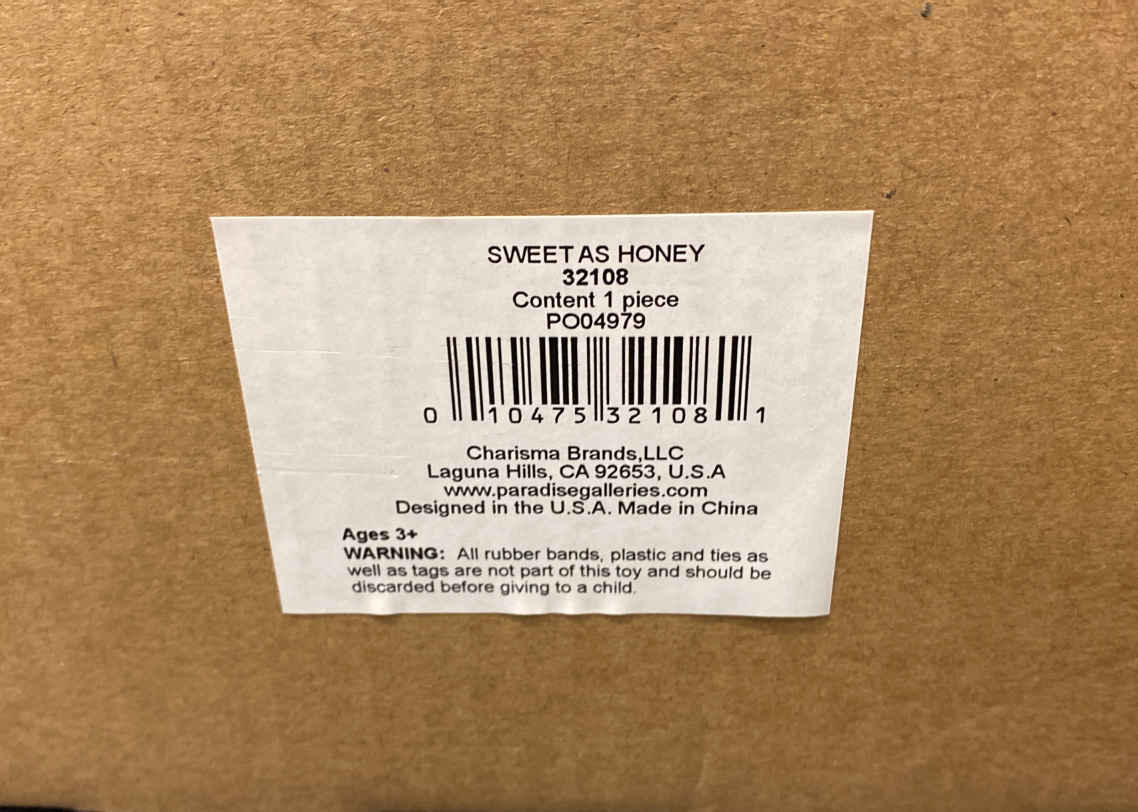 SWEET AS HONEY
32108
Content 1 piece
PO04979
0 10475 32108 1
Charisma Brands,LLC
Laguna Hills, CA 92653, U.S.A
www.paradisegalleries.com
Designed in the U.S.A. Made in China
Ages 3+
WARNING: All rubber bands, plastic and ties as
well as tags are not part of this toy and should be
discarded before giving to a child.